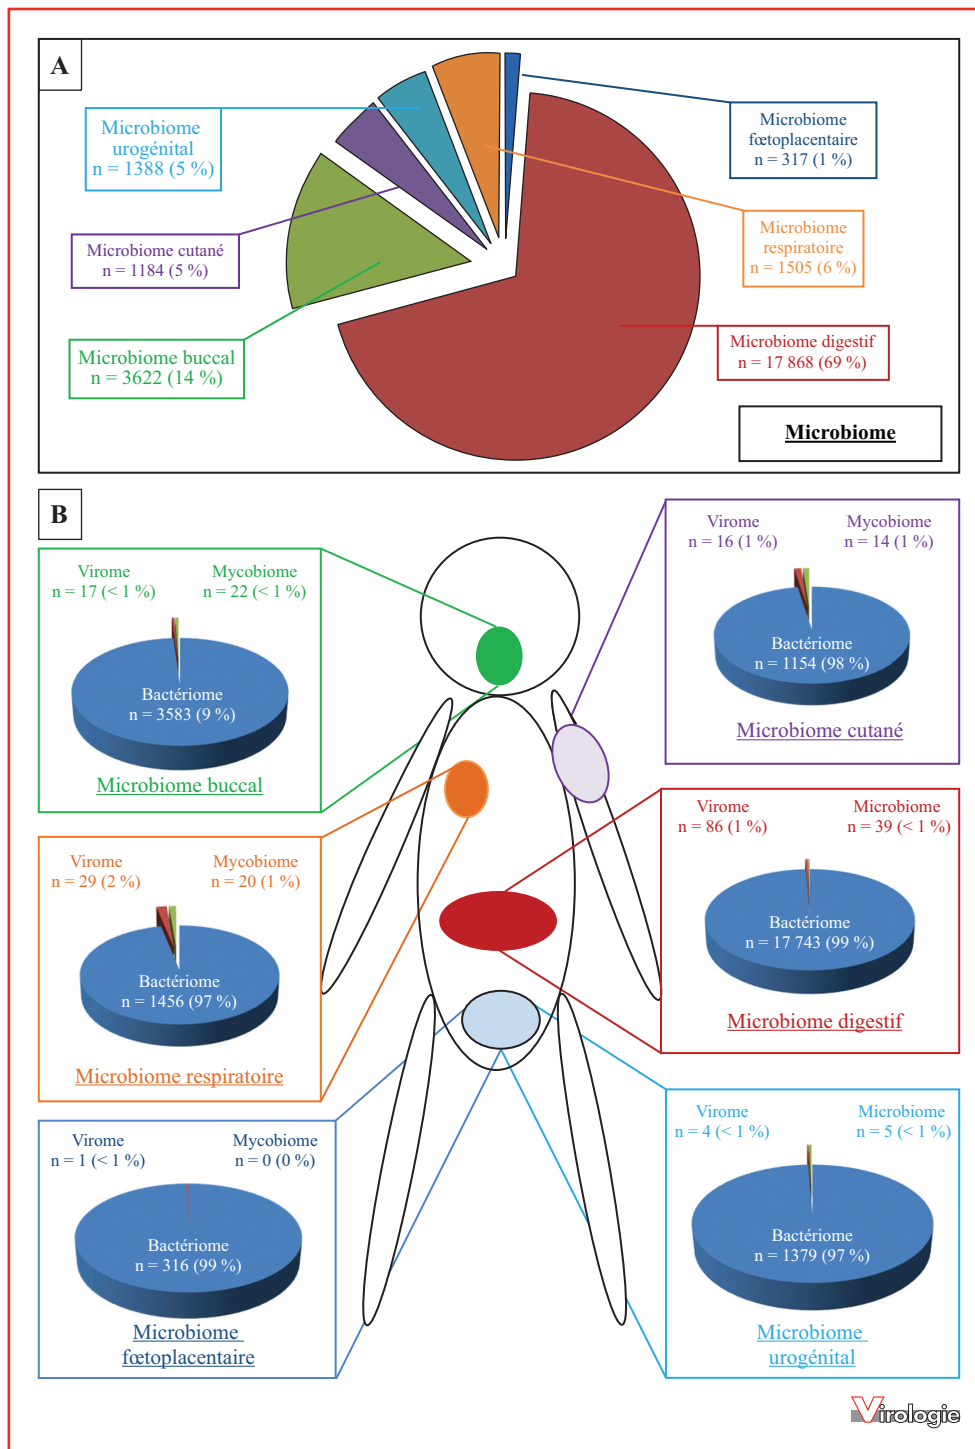 A
Microbiome
urogénital
n = 1388 (5 %)
Microbiome cutané
n = 1184 (5 %)
Microbiome buccal
n = 3622 (14 %)
Microbiome
fœtoplacentaire
n = 317 (1 %)
Microbiome
respiratoire
n = 1505 (6 %)
Microbiome digestif
n = 17 868 (69 %)
Microbiome
B
Virome
n = 17 (< 1 %)
Mycobiome
n = 22 (< 1 %)
Bactériome
n = 3583 (9 %)
Microbiome buccal
Virome
n = 16 (1 %)
Mycobiome
n = 14 (1 %)
Bactériome
n = 1154 (98 %)
Microbiome cutané
Virome
n = 29 (2 %)
Mycobiome
n = 20 (1 %)
Bactériome
n = 1456 (97 %)
Microbiome respiratoire
Virome
n = 86 (1 %)
Microbiome
n = 39 (< 1 %)
Bactériome
n = 17 743 (99 %)
Microbiome digestif
Virome
n = 1 (< 1 %)
Mycobiome
n = 0 (0 %)
Bactériome
n = 316 (99 %)
Microbiome
fœtoplacentaire
Virome
n = 4 (< 1 %)
Microbiome
n = 5 (< 1 %)
Bactériome
n = 1379 (97 %)
Microbiome
urogénital
Virologie